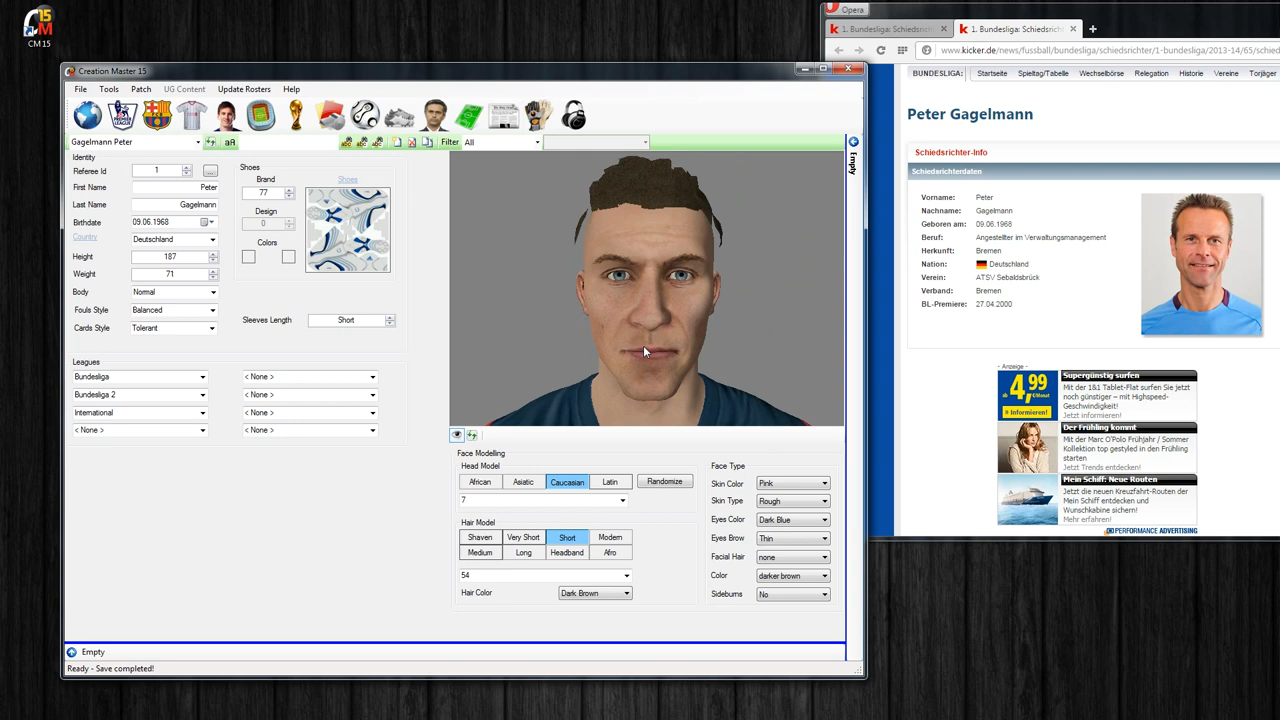 15
CM 15
Creation Master 15
File Tools Patch UG Content Update Rosters Help
Gagelmann Peter
aA
Filter All
Empty
Identity
Referee Id 1 ...
First Name Peter
Last Name Gagelmann
Birthdate 09.06.1968
Country Deutschland
Height 187
Weight 71
Body Normal
Fouls Style Balanced
Cards Style Tolerant
Shoes
Brand Shoes
77
Design
0
Colors
Sleeves Length Short
Leagues
Bundesliga < None >
Bundesliga 2 < None >
International < None >
< None > < None >
Face Modelling
Head Model
African Asiatic Caucasian Latin Randomize
7
Hair Model
Shaven Very Short Short Modern
Medium Long Headband Afro
54
Hair Color Dark Brown
Face Type
Skin Color Pink
Skin Type Rough
Eyes Color Dark Blue
Eyes Brow Thin
Facial Hair none
Color darker brown
Sideburns No
Empty
Ready - Save completed!
Opera
1. Bundesliga: Schiedsrich
1. Bundesliga: Schiedsrich
www.kicker.de/news/fussball/bundesliga/schiedsrichter/1-bundesliga/2013-14/65/schied
BUNDESLIGA: Startseite Spieltag/Tabelle Wechselbörse Relegation Historie Vereine Torjäger
Peter Gagelmann
Schiedsrichter-Info
Schiedsrichterdaten
Vorname: Peter
Nachname: Gagelmann
Geboren am: 09.06.1968
Beruf: Angestellter im Verwaltungsmanagement
Herkunft: Bremen
Nation: Deutschland
Verein: ATSV Sebaldsbrück
Verband: Bremen
BL-Premiere: 27.04.2000
- Anzeige -
4,99
€/Monat
» Informieren!
Supergünstig surfen
Mit der 1&1 Tablet-Flat surfen Sie jetzt
noch günstiger – mit Highspeed-
Geschwindigkeit!
Jetzt informieren!
Der Frühling kommt
Mit der Marc O'Polo Frühjahr / Sommer
Kollektion top gestyled in den Frühling
starten
Jetzt Trends entdecken!
Mein Schiff: Neue Routen
Jetzt die neuen Kreuzfahrt-Routen der
Mein Schiff entdecken und
Wunschkabine sichern!
Mehr erfahren!
PERFORMANCE ADVERTISING